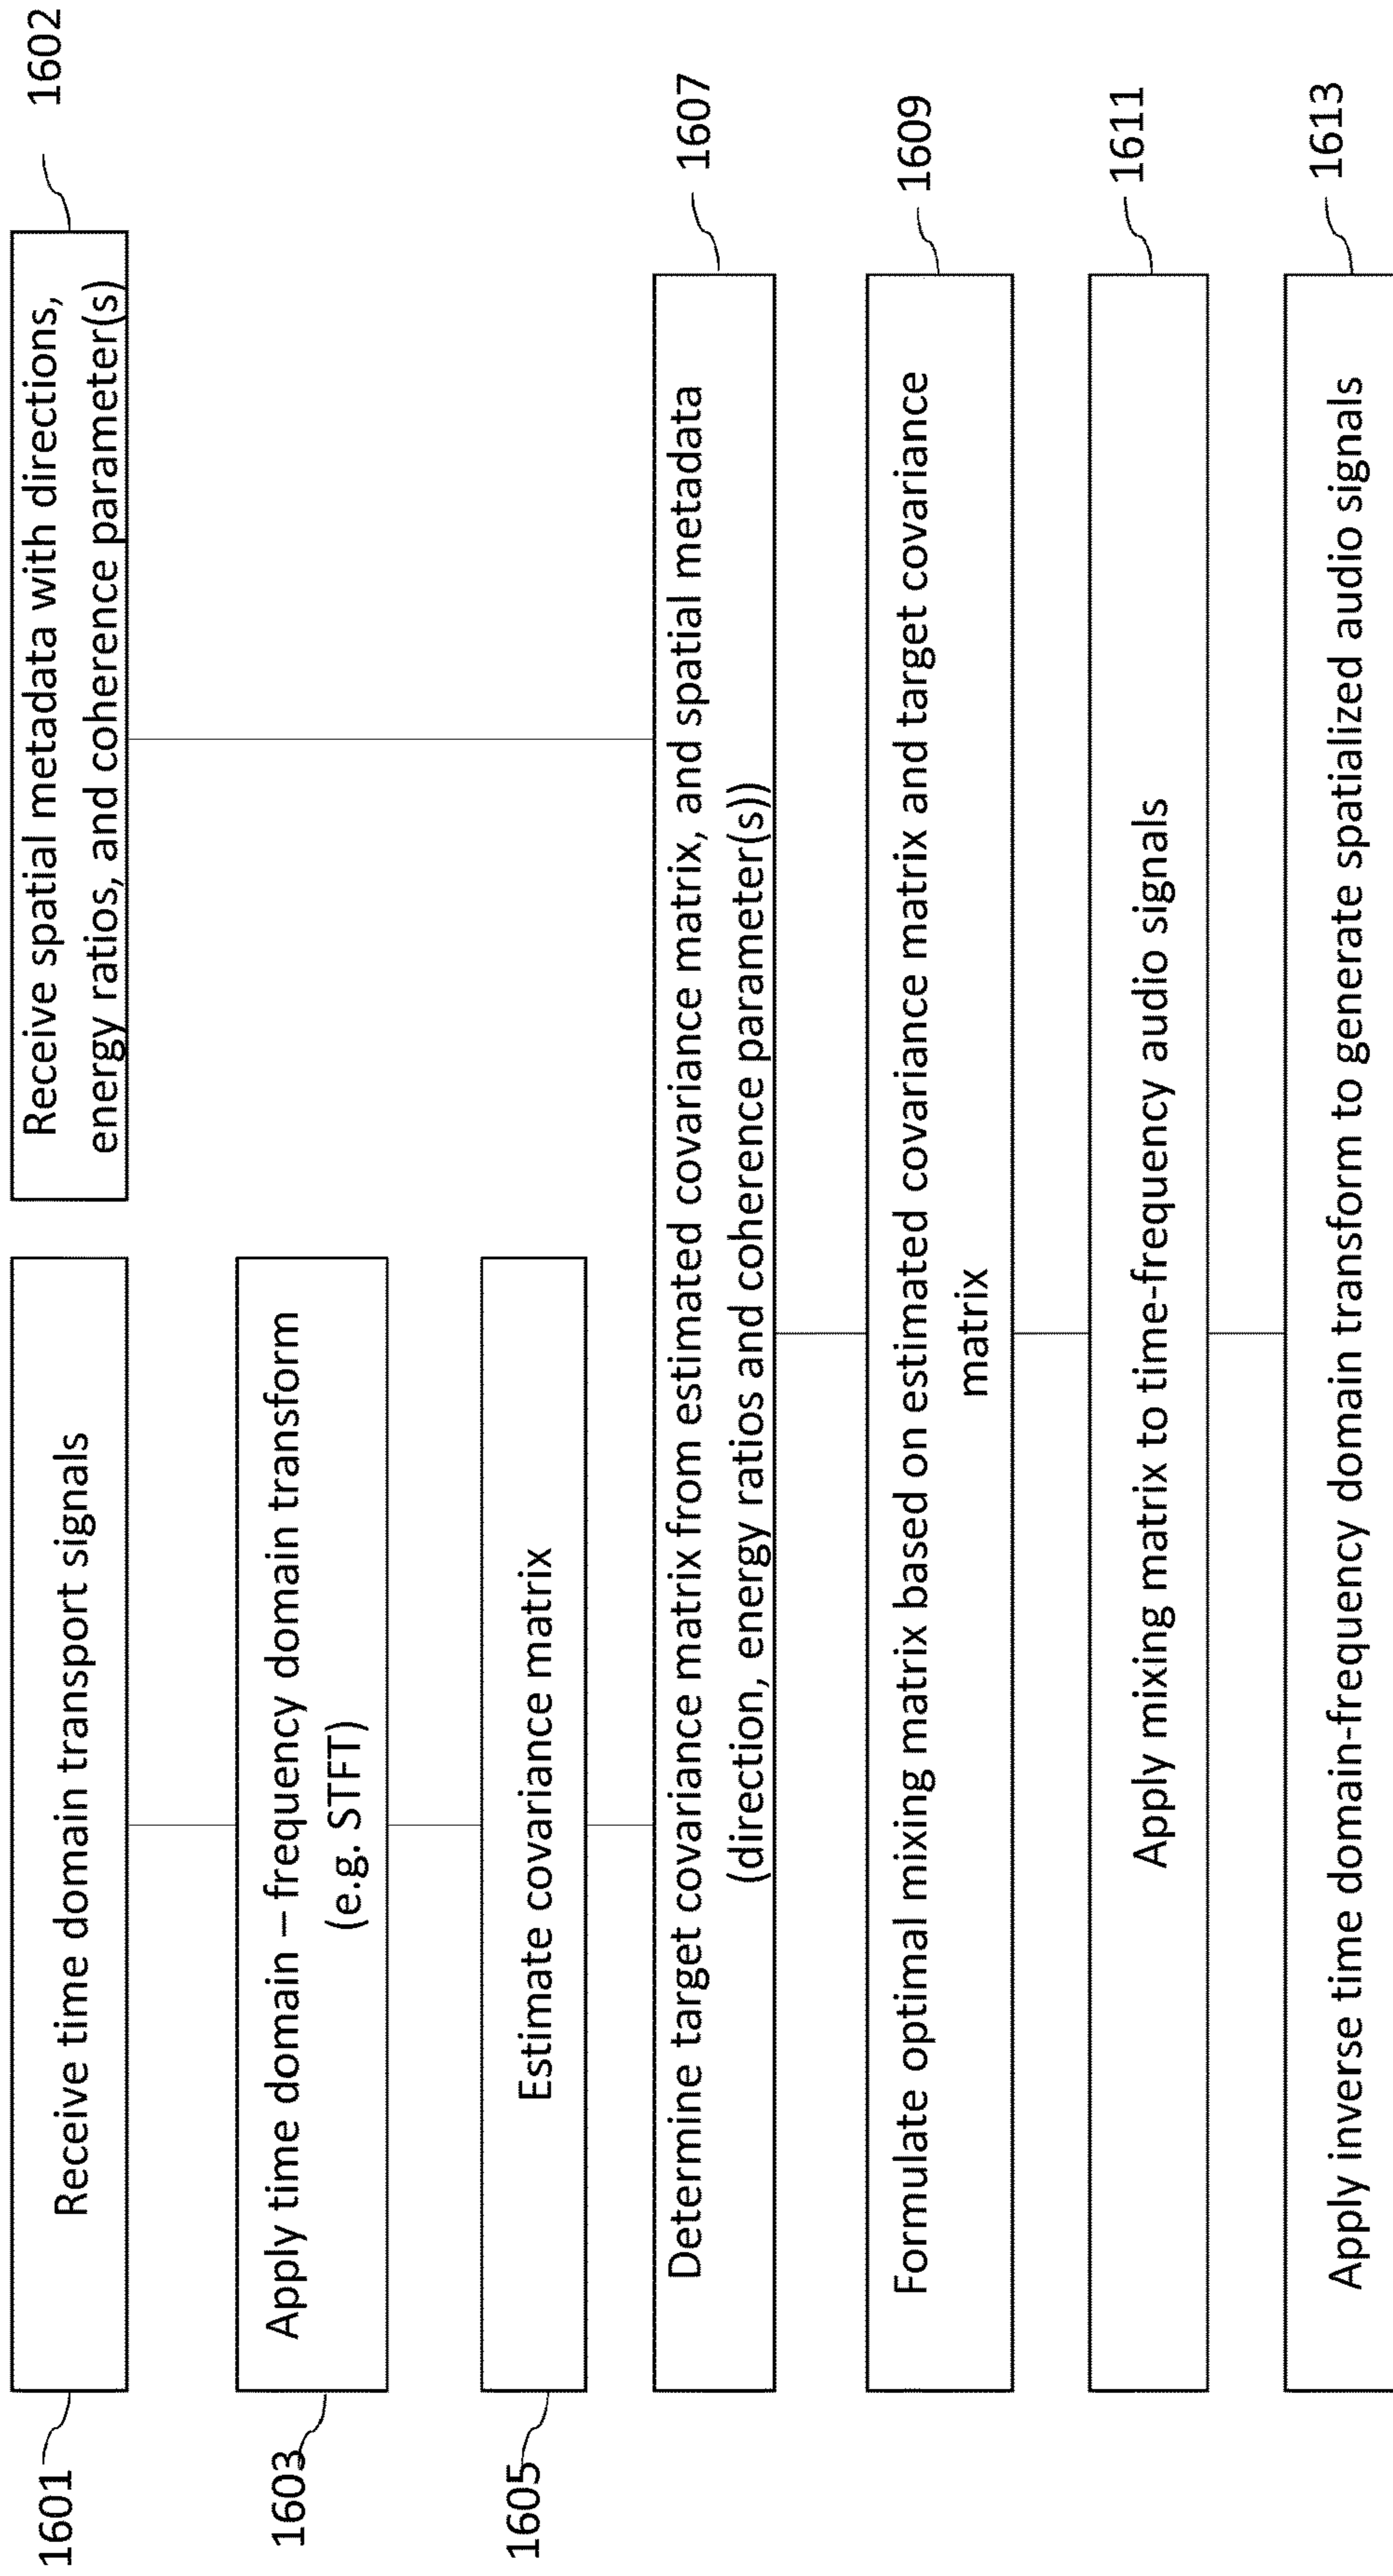 1601
Receive time domain transport signals
Receive spatial metadata with directions,
energy ratios, and coherence parameter(s)
1602
1603
Apply time domain – frequency domain transform
(e.g. STFT)
1605
Estimate covariance matrix
Determine target covariance matrix from estimated covariance matrix, and spatial metadata
(direction, energy ratios and coherence parameter(s))
1607
Formulate optimal mixing matrix based on estimated covariance matrix and target covariance
matrix
1609
Apply mixing matrix to time-frequency audio signals
1611
Apply inverse time domain-frequency domain transform to generate spatialized audio signals
1613